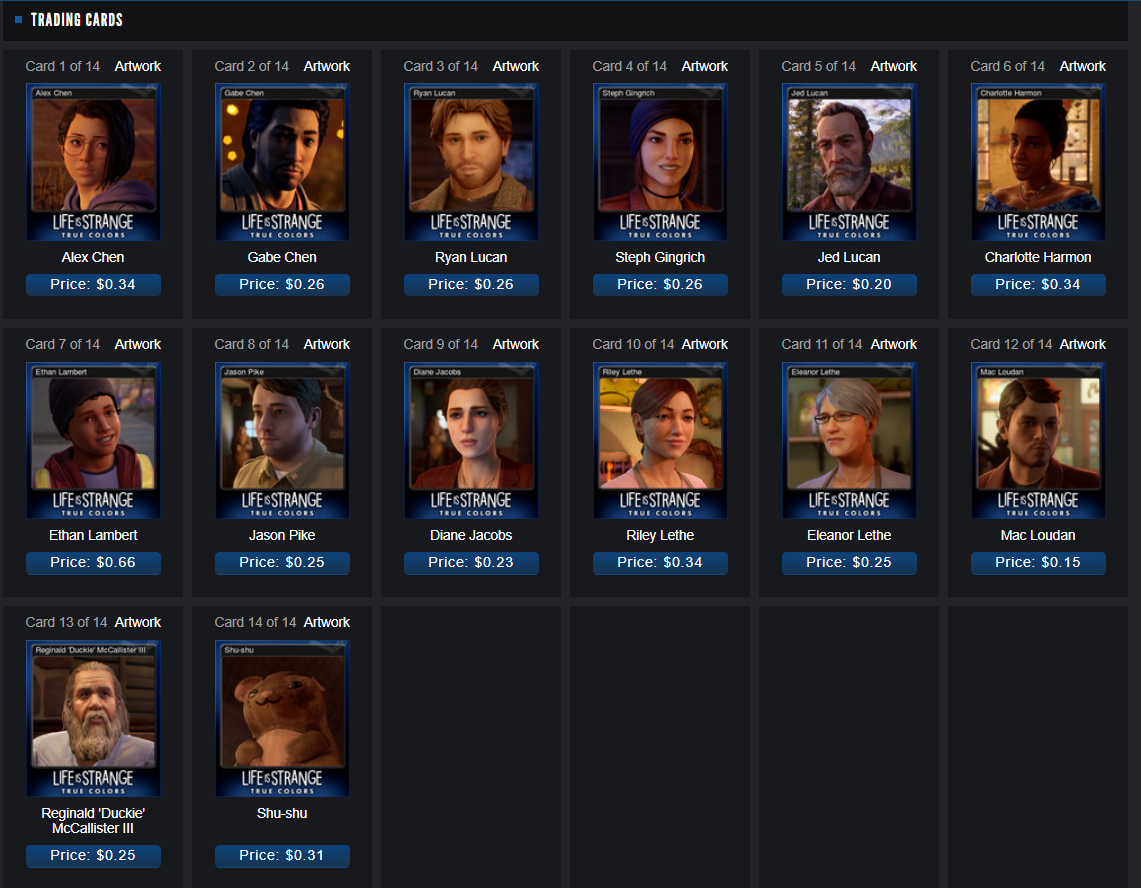 TRADING CARDS
Card 1 of 14 Artwork
Card 2 of 14 Artwork
Card 3 of 14 Artwork
Card 4 of 14 Artwork
Card 5 of 14 Artwork
Card 6 of 14 Artwork
Alex Chen
Gabe Chen
Ryan Lucan
Steph Gingrich
Jed Lucan
Charlotte Harmon
LIFE IS STRANGE
TRUE COLORS
LIFE IS STRANGE
TRUE COLORS
LIFE IS STRANGE
TRUE COLORS
LIFE IS STRANGE
TRUE COLORS
LIFE IS STRANGE
TRUE COLORS
LIFE IS STRANGE
TRUE COLORS
Alex Chen
Gabe Chen
Ryan Lucan
Steph Gingrich
Jed Lucan
Charlotte Harmon
Price: $0.34
Price: $0.26
Price: $0.26
Price: $0.26
Price: $0.20
Price: $0.34
Card 7 of 14 Artwork
Card 8 of 14 Artwork
Card 9 of 14 Artwork
Card 10 of 14 Artwork
Card 11 of 14 Artwork
Card 12 of 14 Artwork
Ethan Lambert
Jason Pike
Diane Jacobs
Riley Lethe
Eleanor Lethe
Mac Loudan
LIFE IS STRANGE
TRUE COLORS
LIFE IS STRANGE
TRUE COLORS
LIFE IS STRANGE
TRUE COLORS
LIFE IS STRANGE
TRUE COLORS
LIFE IS STRANGE
TRUE COLORS
LIFE IS STRANGE
TRUE COLORS
Ethan Lambert
Jason Pike
Diane Jacobs
Riley Lethe
Eleanor Lethe
Mac Loudan
Price: $0.66
Price: $0.25
Price: $0.23
Price: $0.34
Price: $0.25
Price: $0.15
Card 13 of 14 Artwork
Card 14 of 14 Artwork
Reginald 'Duckie' McCallister III
Shu-shu
LIFE IS STRANGE
TRUE COLORS
LIFE IS STRANGE
TRUE COLORS
Reginald 'Duckie'
McCallister III
Shu-shu
Price: $0.25
Price: $0.31